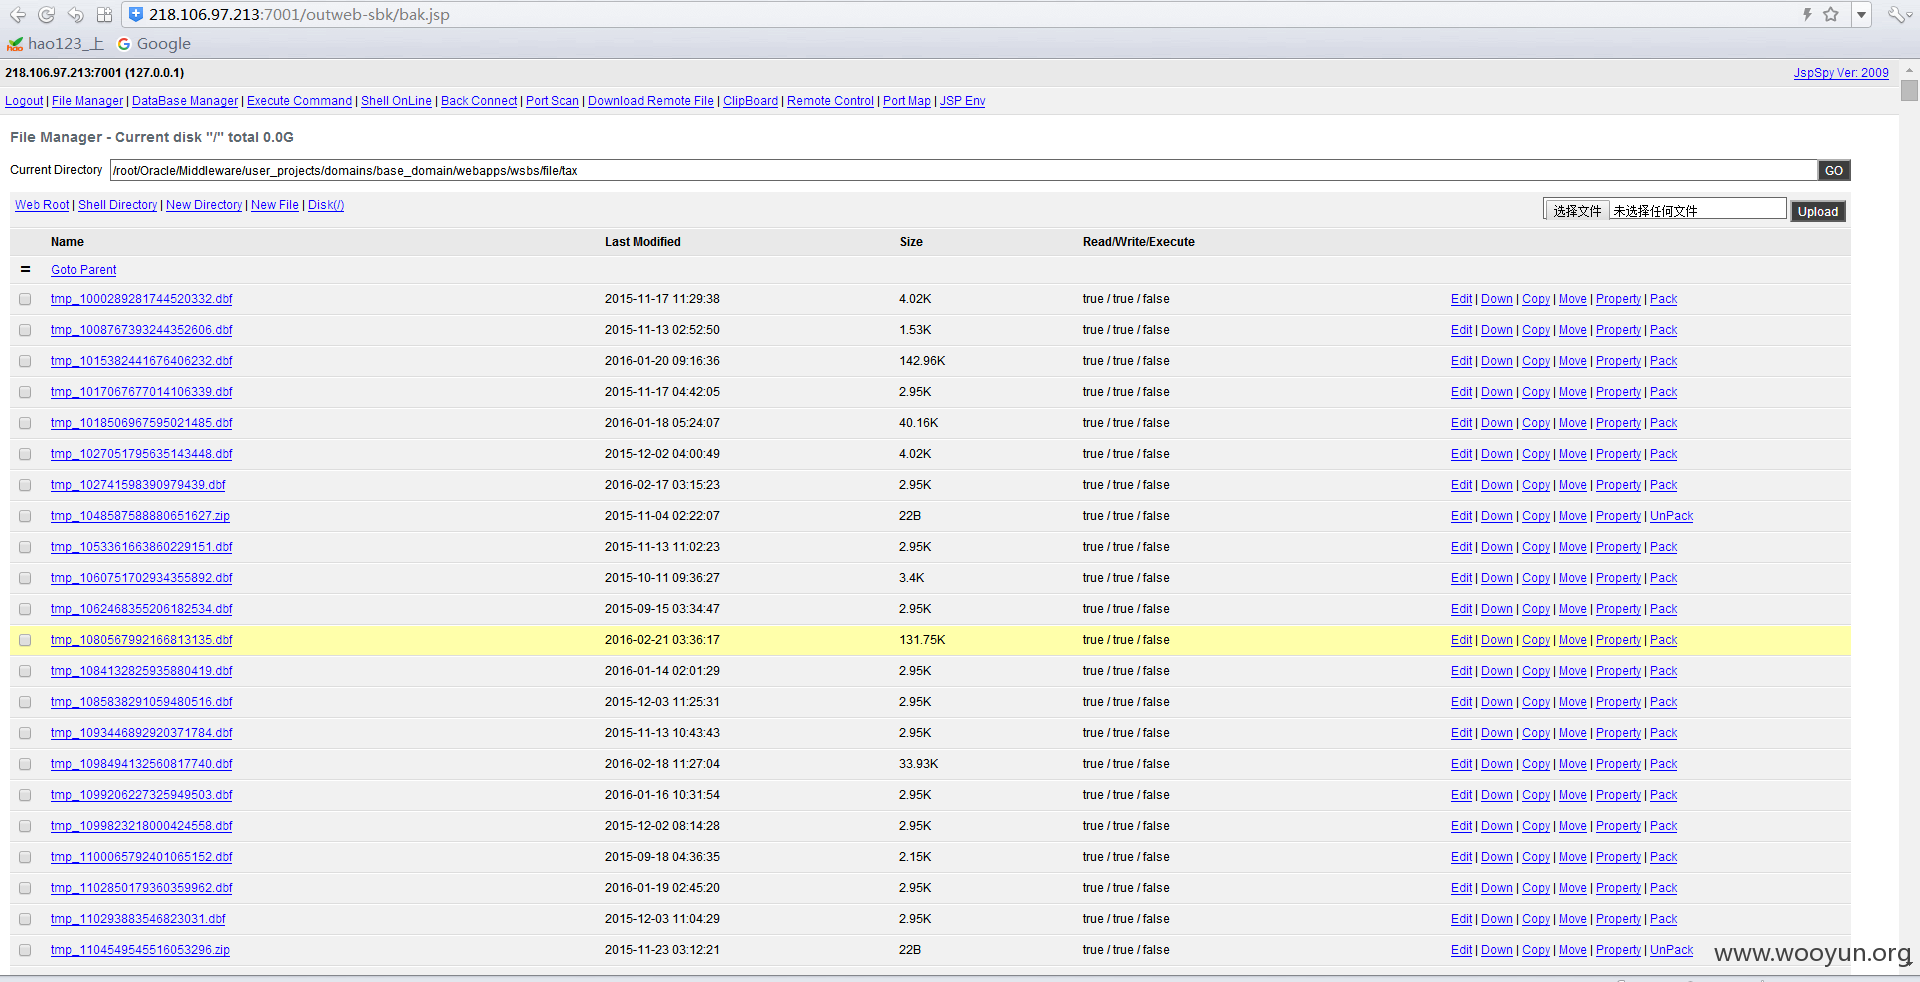 218.106.97.213:7001/outweb-sbk/bak.jsp
hao123_上 Google
218.106.97.213:7001 (127.0.0.1) JspSpy Ver: 2009
Logout | File Manager | DataBase Manager | Execute Command | Shell OnLine | Back Connect | Port Scan | Download Remote File | ClipBoard | Remote Control | Port Map | JSP Env
File Manager - Current disk "/" total 0.0G
Current Directory /root/Oracle/Middleware/user_projects/domains/base_domain/webapps/wsbs/file/tax GO
Web Root | Shell Directory | New Directory | New File | Disk(/) 选择文件 未选择任何文件 Upload
Name Last Modified Size Read/Write/Execute
= Goto Parent
tmp_1000289281744520332.dbf 2015-11-17 11:29:38 4.02K true / true / false Edit | Down | Copy | Move | Property | Pack
tmp_1008767393244352606.dbf 2015-11-13 02:52:50 1.53K true / true / false Edit | Down | Copy | Move | Property | Pack
tmp_1015382441676406232.dbf 2016-01-20 09:16:36 142.96K true / true / false Edit | Down | Copy | Move | Property | Pack
tmp_1017067677014106339.dbf 2015-11-17 04:42:05 2.95K true / true / false Edit | Down | Copy | Move | Property | Pack
tmp_1018506967595021485.dbf 2016-01-18 05:24:07 40.16K true / true / false Edit | Down | Copy | Move | Property | Pack
tmp_1027051795635143448.dbf 2015-12-02 04:00:49 4.02K true / true / false Edit | Down | Copy | Move | Property | Pack
tmp_102741598390979439.dbf 2016-02-17 03:15:23 2.95K true / true / false Edit | Down | Copy | Move | Property | Pack
tmp_1048587588880651627.zip 2015-11-04 02:22:07 22B true / true / false Edit | Down | Copy | Move | Property | UnPack
tmp_1053361663860229151.dbf 2015-11-13 11:02:23 2.95K true / true / false Edit | Down | Copy | Move | Property | Pack
tmp_1060751702934355892.dbf 2015-10-11 09:36:27 3.4K true / true / false Edit | Down | Copy | Move | Property | Pack
tmp_1062468355206182534.dbf 2015-09-15 03:34:47 2.95K true / true / false Edit | Down | Copy | Move | Property | Pack
tmp_1080567992166813135.dbf 2016-02-21 03:36:17 131.75K true / true / false Edit | Down | Copy | Move | Property | Pack
tmp_1084132825935880419.dbf 2016-01-14 02:01:29 2.95K true / true / false Edit | Down | Copy | Move | Property | Pack
tmp_1085838291059480516.dbf 2015-12-03 11:25:31 2.95K true / true / false Edit | Down | Copy | Move | Property | Pack
tmp_1093446892920371784.dbf 2015-11-13 10:43:43 2.95K true / true / false Edit | Down | Copy | Move | Property | Pack
tmp_1098494132560817740.dbf 2016-02-18 11:27:04 33.93K true / true / false Edit | Down | Copy | Move | Property | Pack
tmp_1099206227325949503.dbf 2016-01-16 10:31:54 2.95K true / true / false Edit | Down | Copy | Move | Property | Pack
tmp_1099823218000424558.dbf 2015-12-02 08:14:28 2.95K true / true / false Edit | Down | Copy | Move | Property | Pack
tmp_1100065792401065152.dbf 2015-09-18 04:36:35 2.15K true / true / false Edit | Down | Copy | Move | Property | Pack
tmp_1102850179360359962.dbf 2016-01-19 02:45:20 2.95K true / true / false Edit | Down | Copy | Move | Property | Pack
tmp_110293883546823031.dbf 2015-12-03 11:04:29 2.95K true / true / false Edit | Down | Copy | Move | Property | Pack
tmp_1104549545516053296.zip 2015-11-23 03:12:21 22B true / true / false Edit | Down | Copy | Move | Property | UnPack
www.wooyun.org